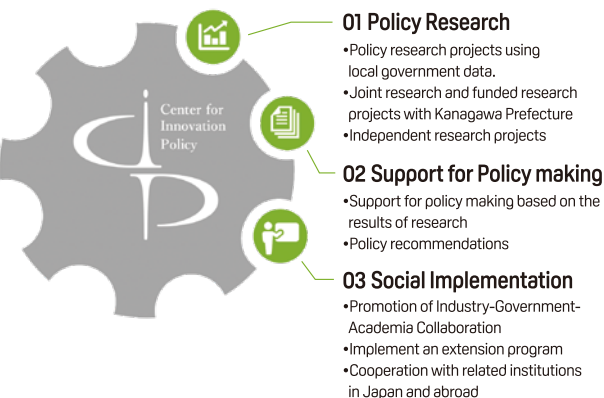 Center for
Innovation
Policy
01 Policy Research
•Policy research projects using
local government data.
•Joint research and funded research
projects with Kanagawa Prefecture
•Independent research projects
02 Support for Policy making
•Support for policy making based on the
results of research
•Policy recommendations
03 Social Implementation
•Promotion of Industry-Government-
Academia Collaboration
•Implement an extension program
•Cooperation with related institutions
in Japan and abroad